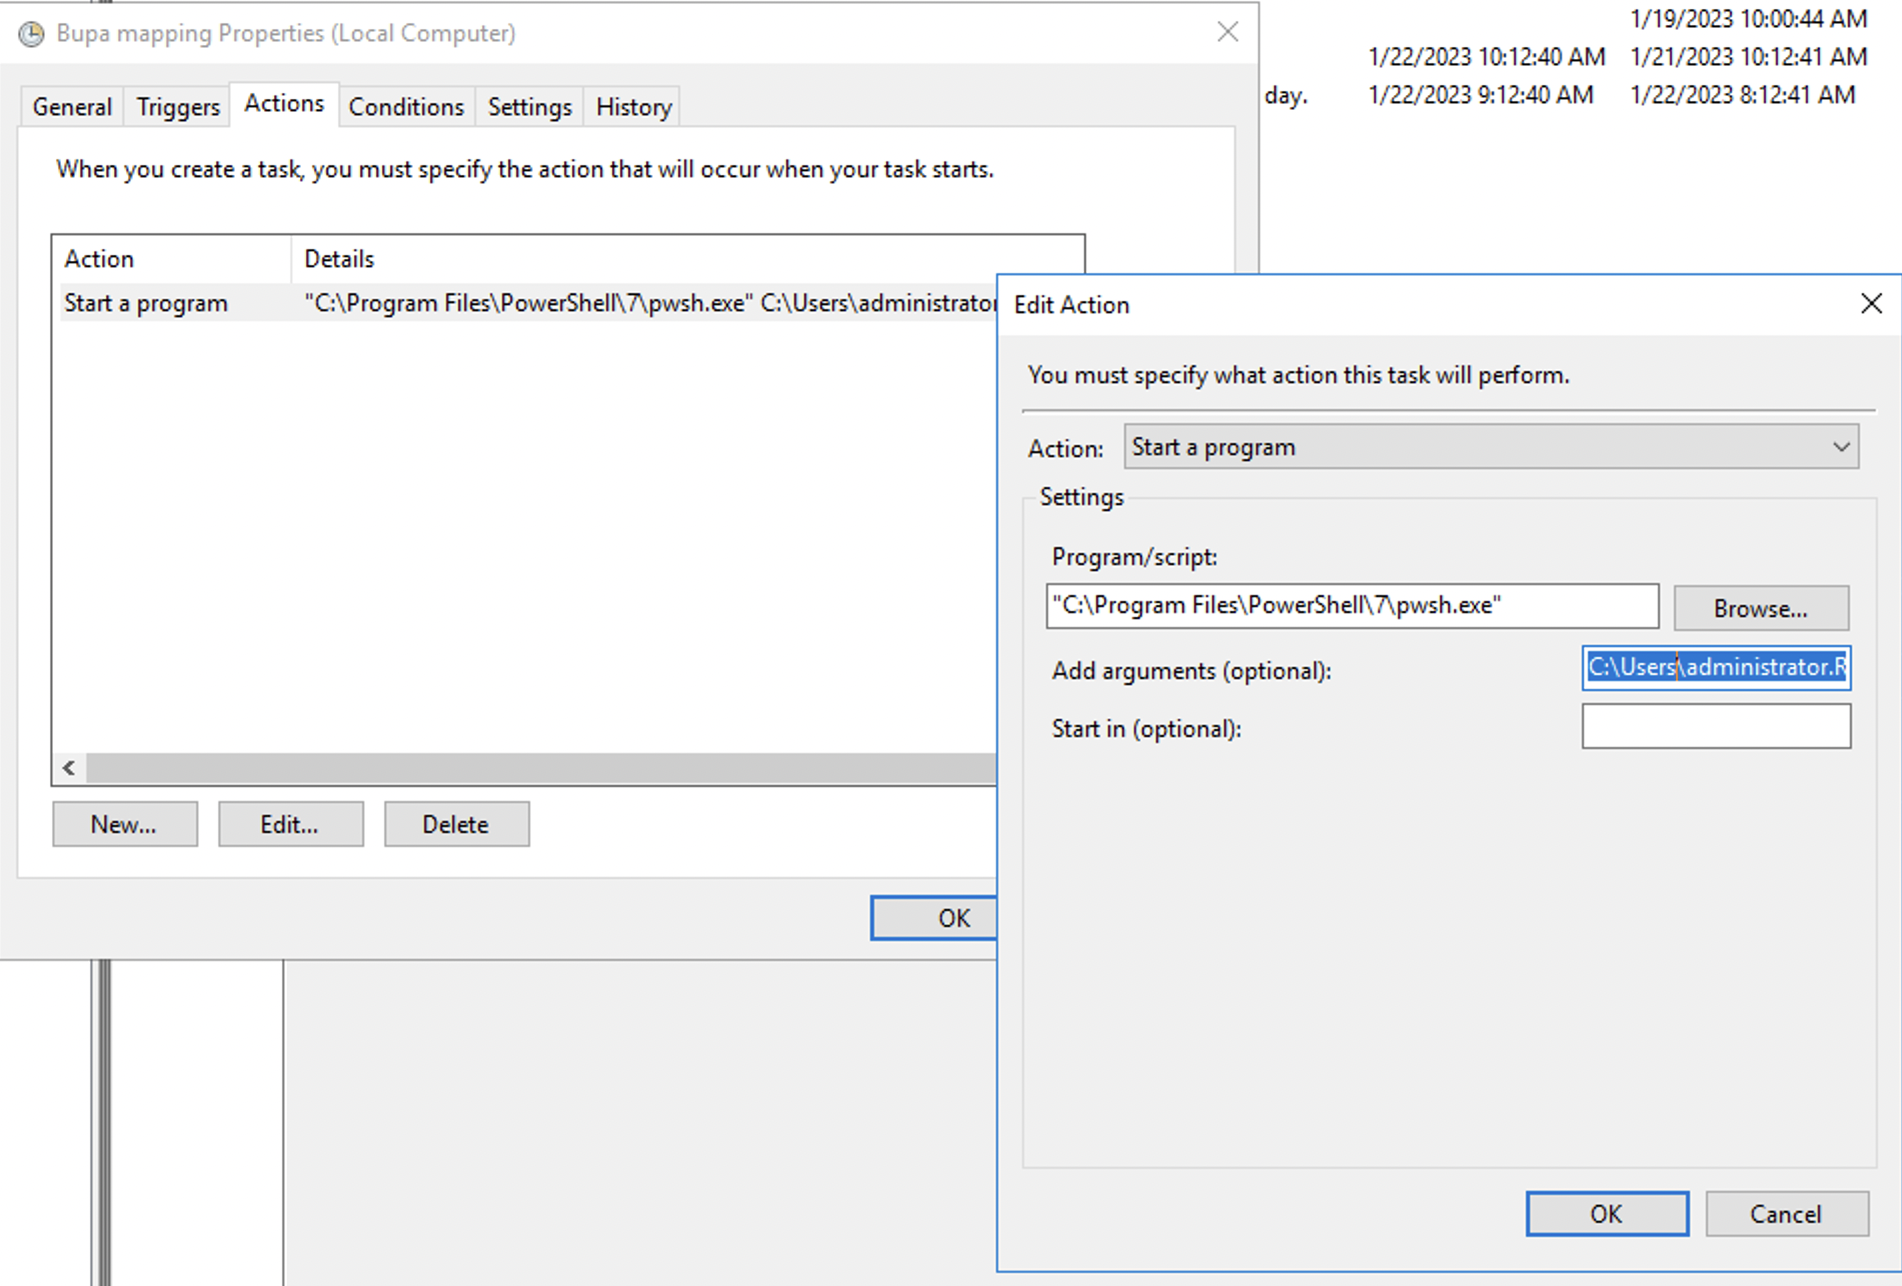 Bupa mapping Properties (Local Computer)
1/19/2023 10:00:44 AM
1/22/2023 10:12:40 AM 1/21/2023 10:12:41 AM
day. 1/22/2023 9:12:40 AM 1/22/2023 8:12:41 AM
General Triggers Actions Conditions Settings History
When you create a task, you must specify the action that will occur when your task starts.
Action Details
Start a program "C:\Program Files\PowerShell\7\pwsh.exe" C:\Users\administrator
New... Edit... Delete
OK
Edit Action
You must specify what action this task will perform.
Action: Start a program
Settings
Program/script:
"C:\Program Files\PowerShell\7\pwsh.exe" Browse...
Add arguments (optional): C:\Users\administrator.R
Start in (optional):
OK Cancel